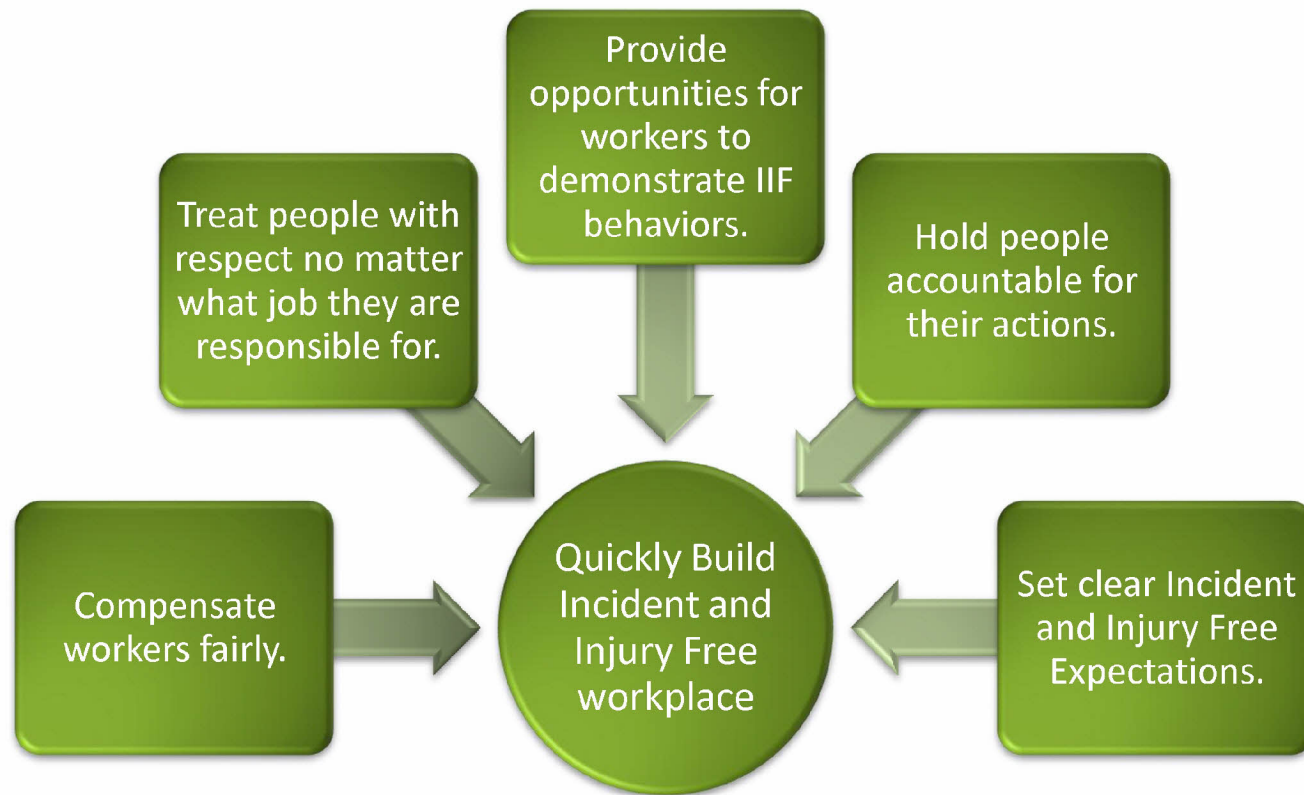 Provide
opportunities for
workers to
demonstrate IIF
behaviors.
Treat people with
respect no matter
what job they are
responsible for.
Hold people
accountable for
their actions.
Compensate
workers fairly.
Quickly Build
Incident and
Injury Free
workplace
Set clear Incident
and Injury Free
Expectations.